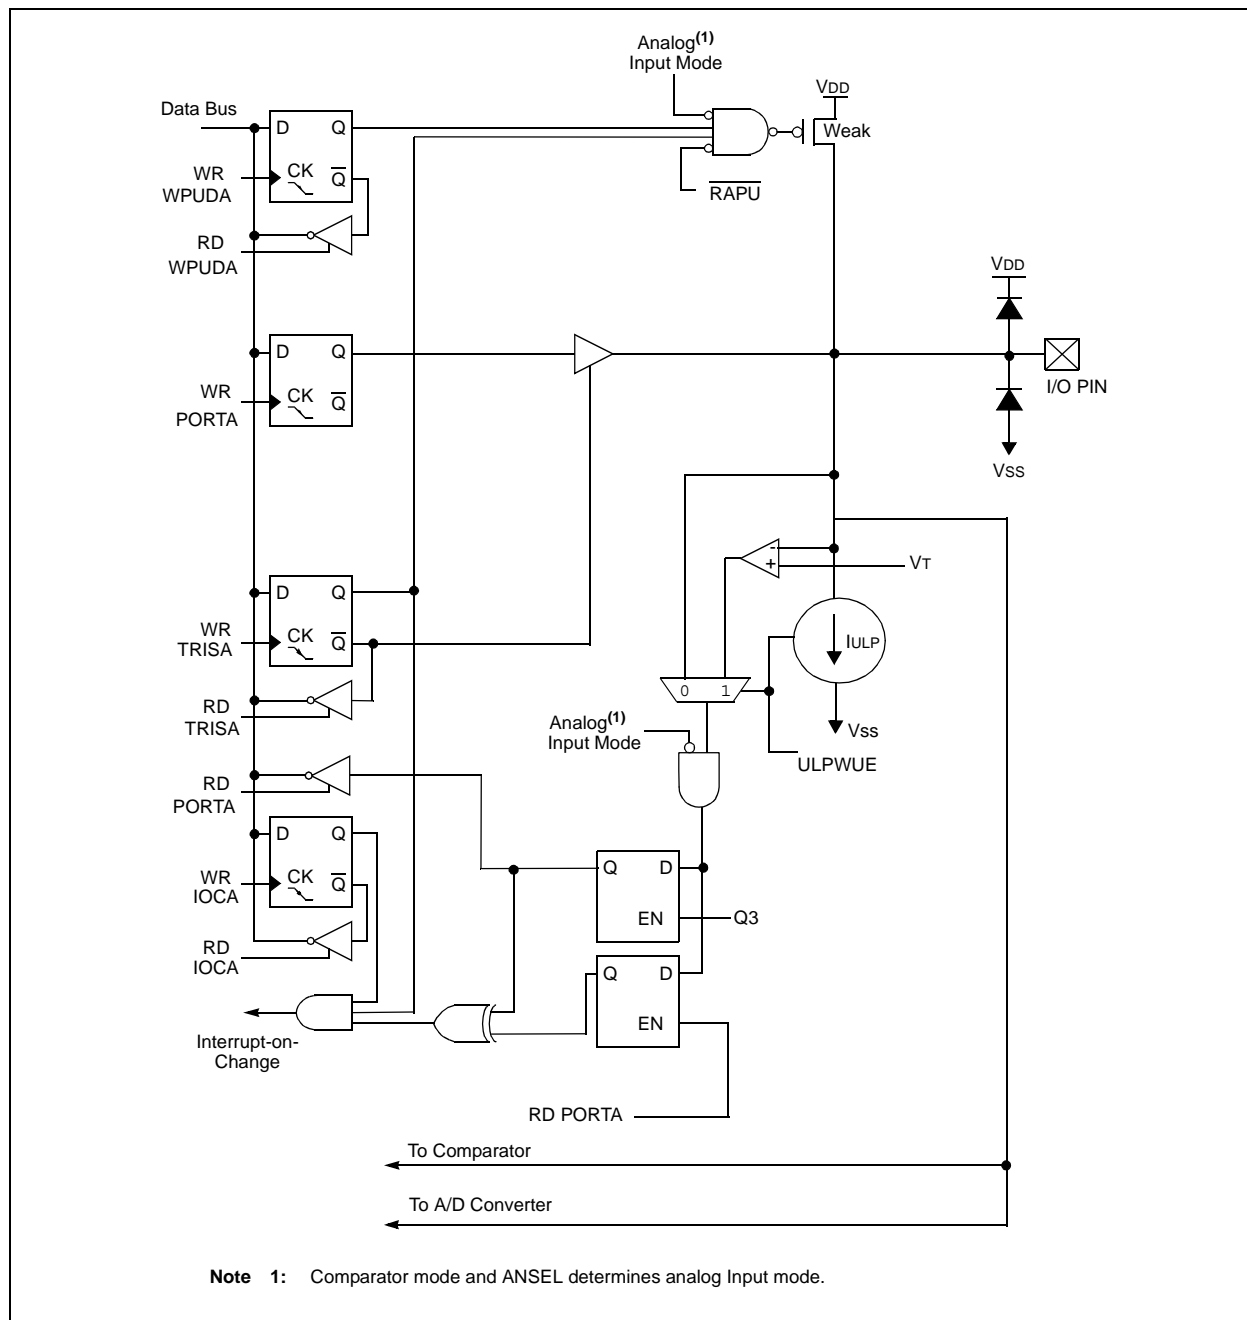 Analog(1)
Input Mode
VDD
Data Bus
D Q
Weak
WR
WPUDA
CK Q
RAPU
RD
WPUDA
VDD
D Q
WR
PORTA
CK Q
I/O PIN
VSS
-
+
VT
D Q
WR
TRISA
CK Q
IULP
0 1
RD
TRISA
Analog(1)
Input Mode
VSS
ULPWUE
RD
PORTA
D Q
WR
IOCA
CK Q
Q D
EN
Q3
RD
IOCA
Q D
EN
Interrupt-on-
Change
RD PORTA
To Comparator
To A/D Converter
Note 1: Comparator mode and ANSEL determines analog Input mode.